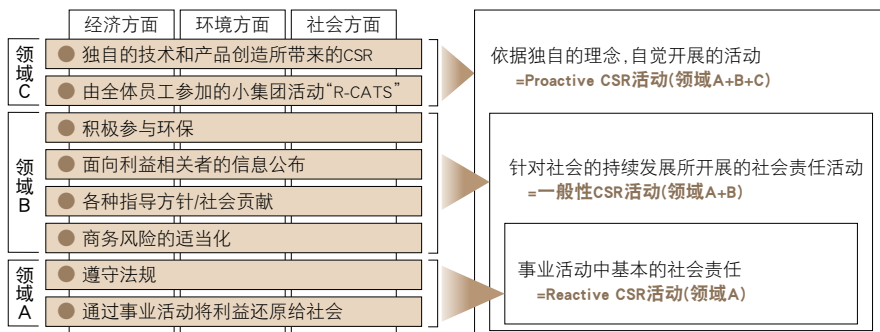 经济方面
环境方面
社会方面
领域C
独自的技术和产品创造所带来的CSR
由全体员工参加的小集团活动“R-CATS”
领域B
积极参与环保
面向利益相关者的信息公布
各种指导方针/社会贡献
商务风险的适当化
领域A
遵守法规
通过事业活动将利益还原给社会
依据独自的理念,自觉开展的活动
=Proactive CSR活动(领域A+B+C)
针对社会的持续发展所开展的社会责任活动
=一般性CSR活动(领域A+B)
事业活动中基本的社会责任
=Reactive CSR活动(领域A)